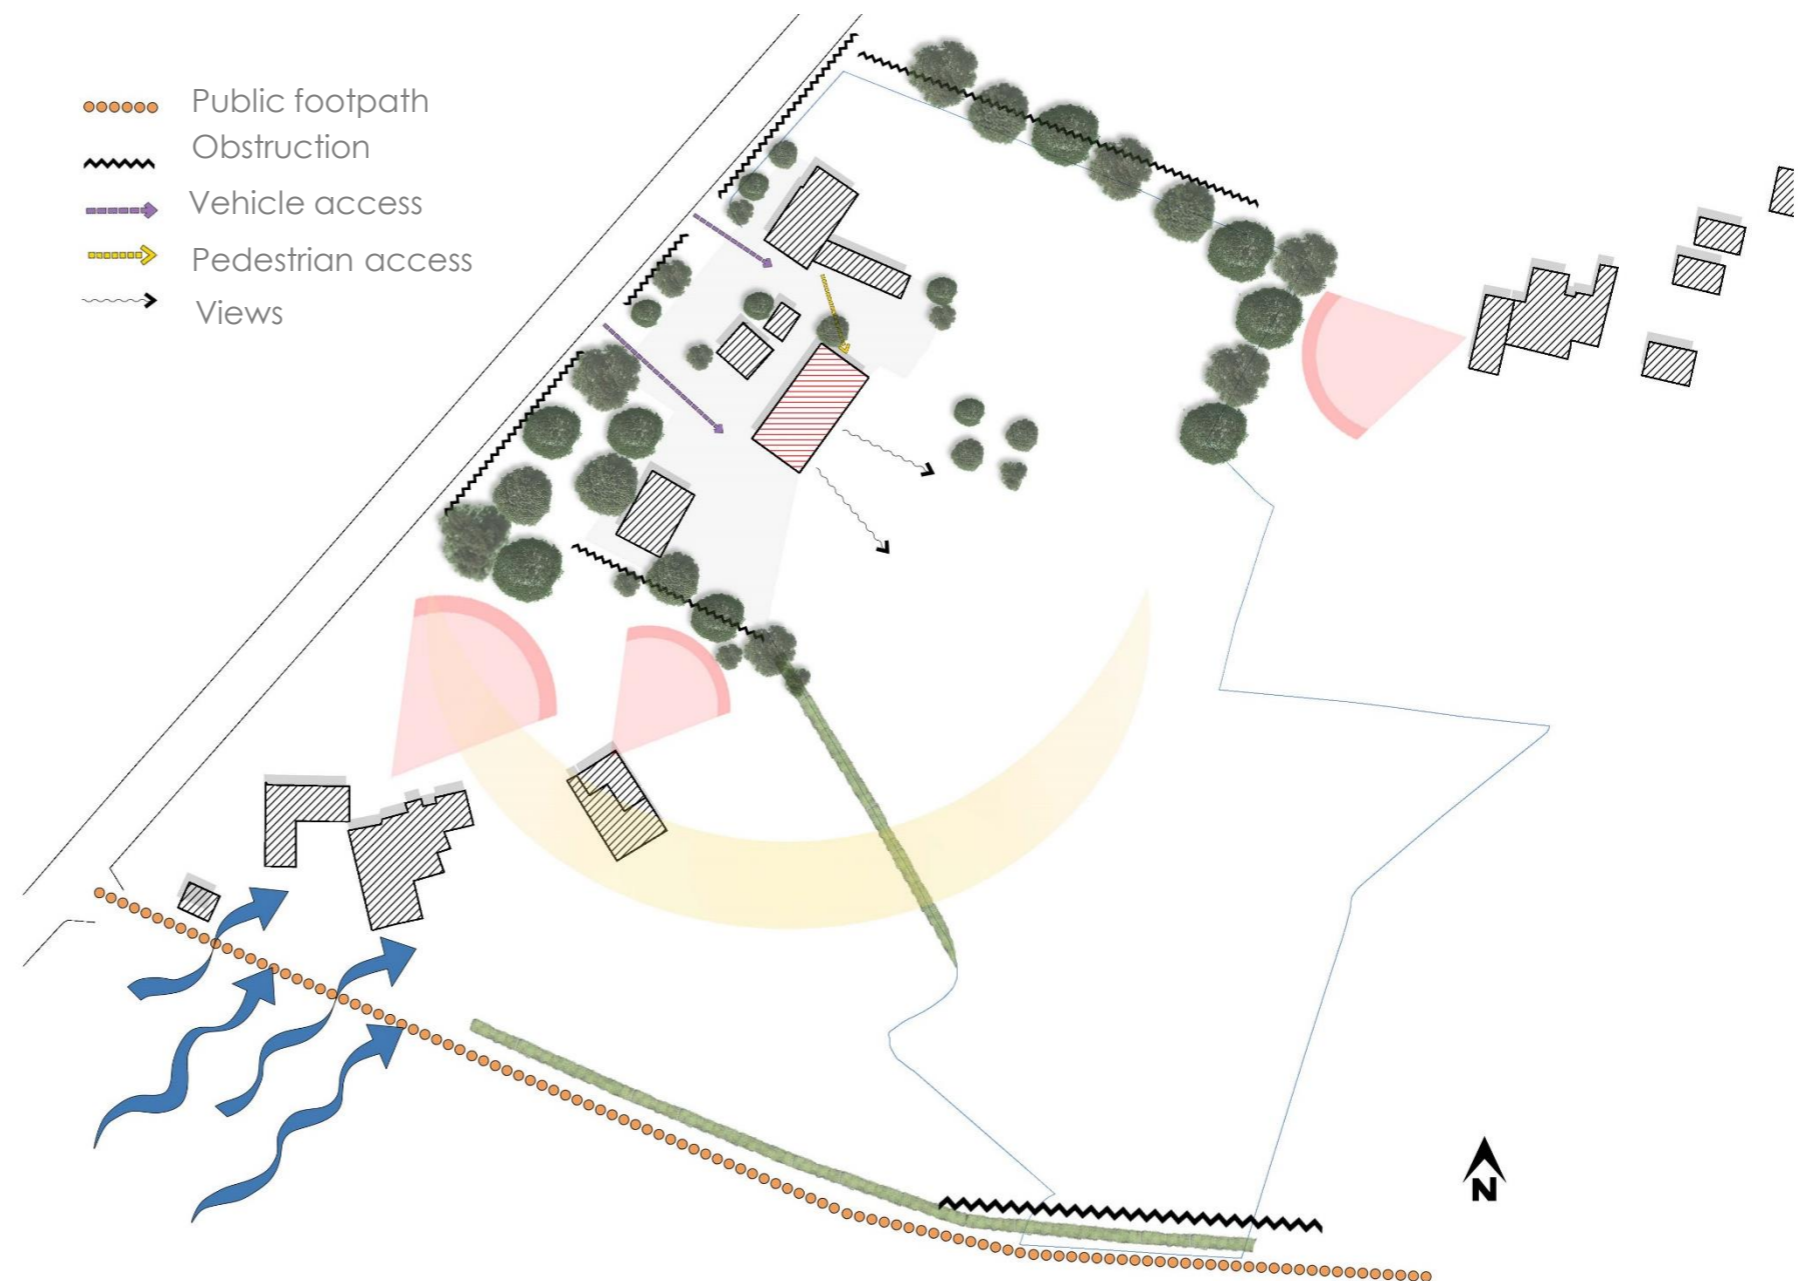 Public footpath
Obstruction
Vehicle access
Pedestrian access
Views
N